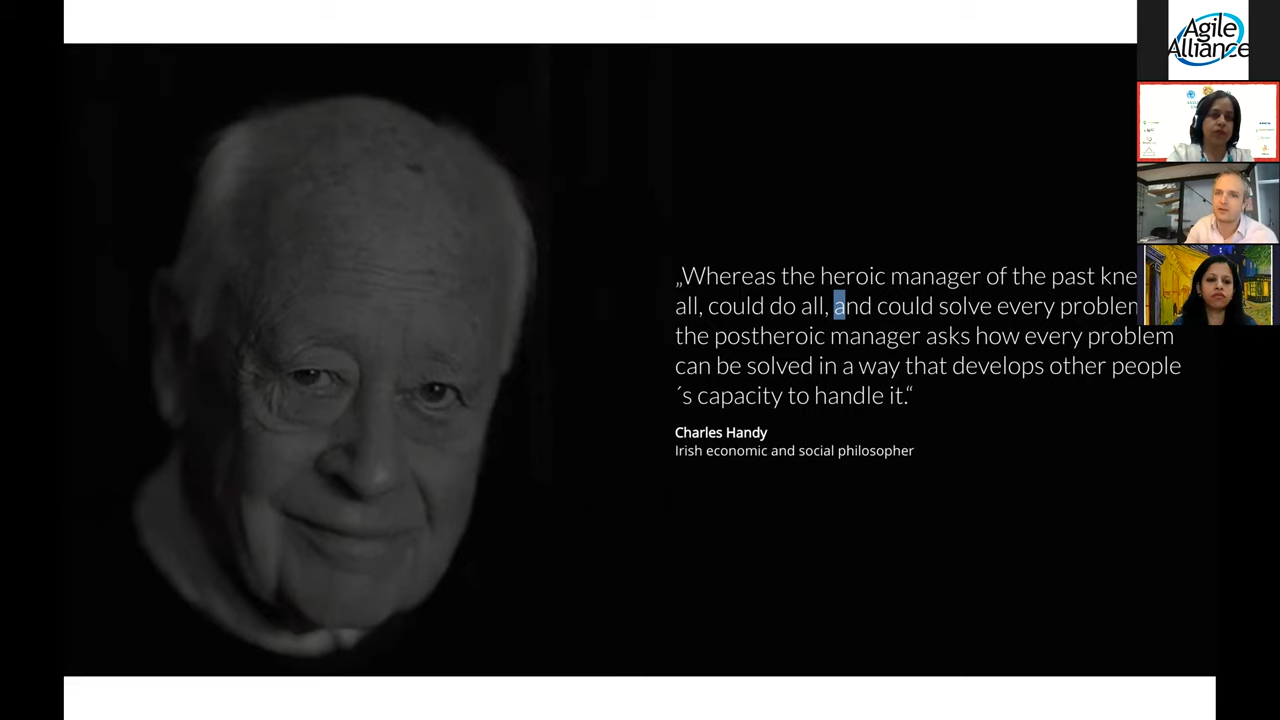 Agile
Alliance
„Whereas the heroic manager of the past kne
all, could do all, and could solve every problem
the postheroic manager asks how every problem
can be solved in a way that develops other people
´s capacity to handle it.“
Charles Handy
Irish economic and social philosopher